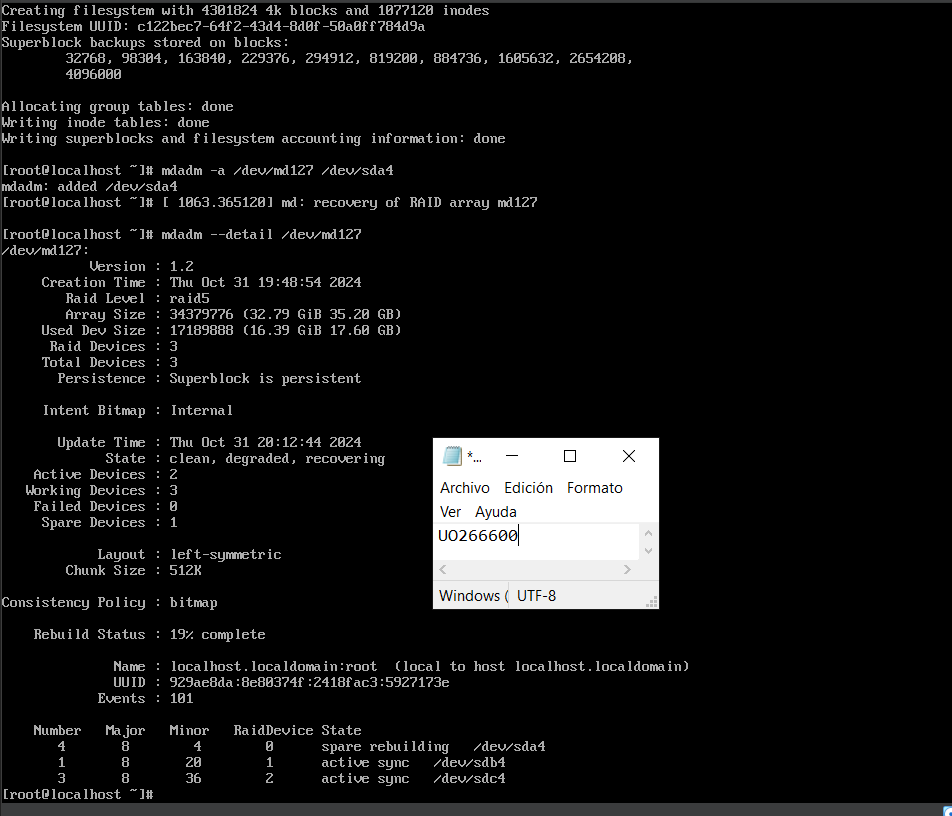 Creating filesystem with 4301824 4k blocks and 1077120 inodes
Filesystem UUID: c122bec7-64f2-43d4-8d0f-50a0ff784d9a
Superblock backups stored on blocks:
32768, 98304, 163840, 229376, 294912, 819200, 884736, 1605632, 2654208,
4096000
Allocating group tables: done
Writing inode tables: done
Writing superblocks and filesystem accounting information: done
[root@localhost ~]# mdadm -a /dev/md127 /dev/sda4
mdadm: added /dev/sda4
[root@localhost ~]# [ 1063.365120] md: recovery of RAID array md127
[root@localhost ~]# mdadm --detail /dev/md127
/dev/md127:
Version : 1.2
Creation Time : Thu Oct 31 19:48:54 2024
Raid Level : raid5
Array Size : 34379776 (32.79 GiB 35.20 GB)
Used Dev Size : 17189888 (16.39 GiB 17.60 GB)
Raid Devices : 3
Total Devices : 3
Persistence : Superblock is persistent
Intent Bitmap : Internal
Update Time : Thu Oct 31 20:12:44 2024
State : clean, degraded, recovering
Active Devices : 2
Working Devices : 3
Failed Devices : 0
Spare Devices : 1
Layout : left-symmetric
Chunk Size : 512K
Consistency Policy : bitmap
Rebuild Status : 19% complete
Name : localhost.localdomain:root  (local to host localhost.localdomain)
UUID : 929ae8da:8e80374f:2418fac3:5927173e
Events : 101
Number   Major   Minor   RaidDevice State
4       8        4        0      spare rebuilding   /dev/sda4
1       8       20        1      active sync   /dev/sdb4
3       8       36        2      active sync   /dev/sdc4
[root@localhost ~]#
*...
Archivo Edición Formato
Ver Ayuda
UO266600
Windows ( UTF-8